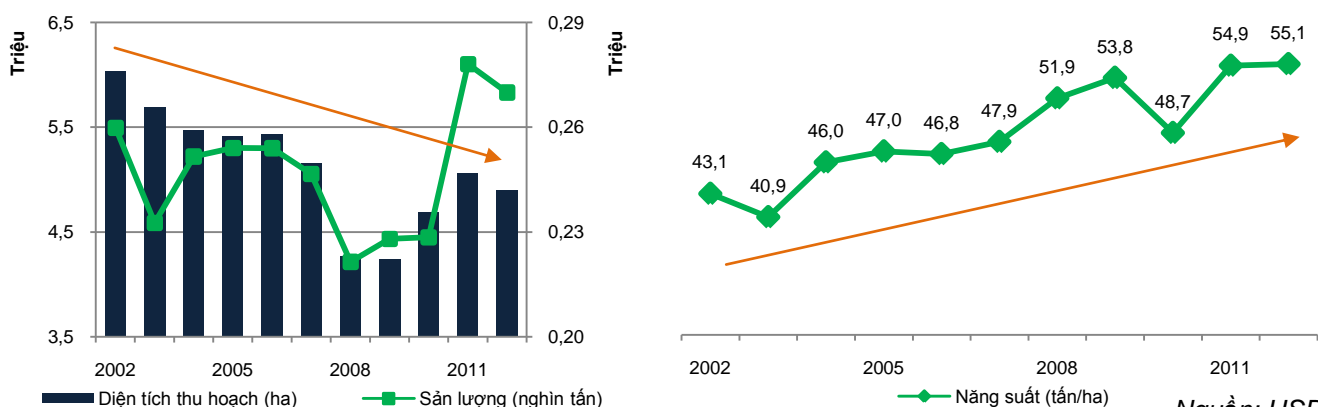 Triệu
6,5
5,5
4,5
3,5
0,29
0,26
0,23
0,20
Triệu
2002 2005 2008 2011
Diện tích thu hoạch (ha) Sản lượng (nghìn tấn)
43,1 40,9 46,0 47,0 46,8 47,9 51,9 53,8 48,7 54,9 55,1
2002 2005 2008 2011
Năng suất (tấn/ha)
Nguồn: